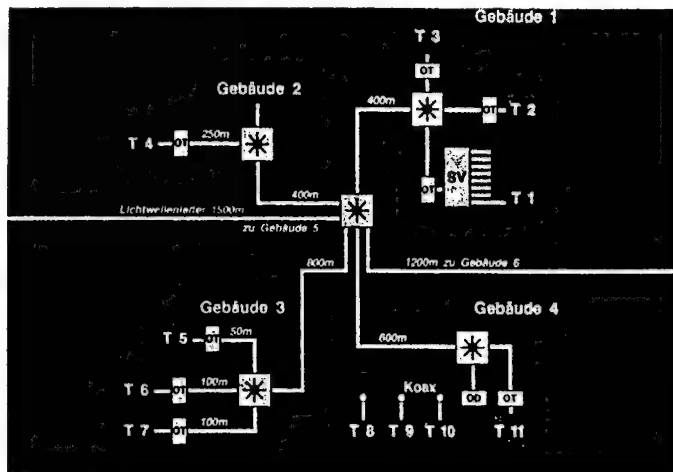 Gebäude 1
T 3
OT
Gebäude 2
400m
T 4
OT
250m
OT
T 2
SV
OT
T 1
400m
Lichtwellenleiter 1500m
zu Gebäude 5
800m
1200m zu Gebäude 6
Gebäude 3
Gebäude 4
T 5
OT
50m
600m
T 6
OT
100m
Koax
OD
OT
T 7
OT
100m
T 8
T 9
T 10
T 11